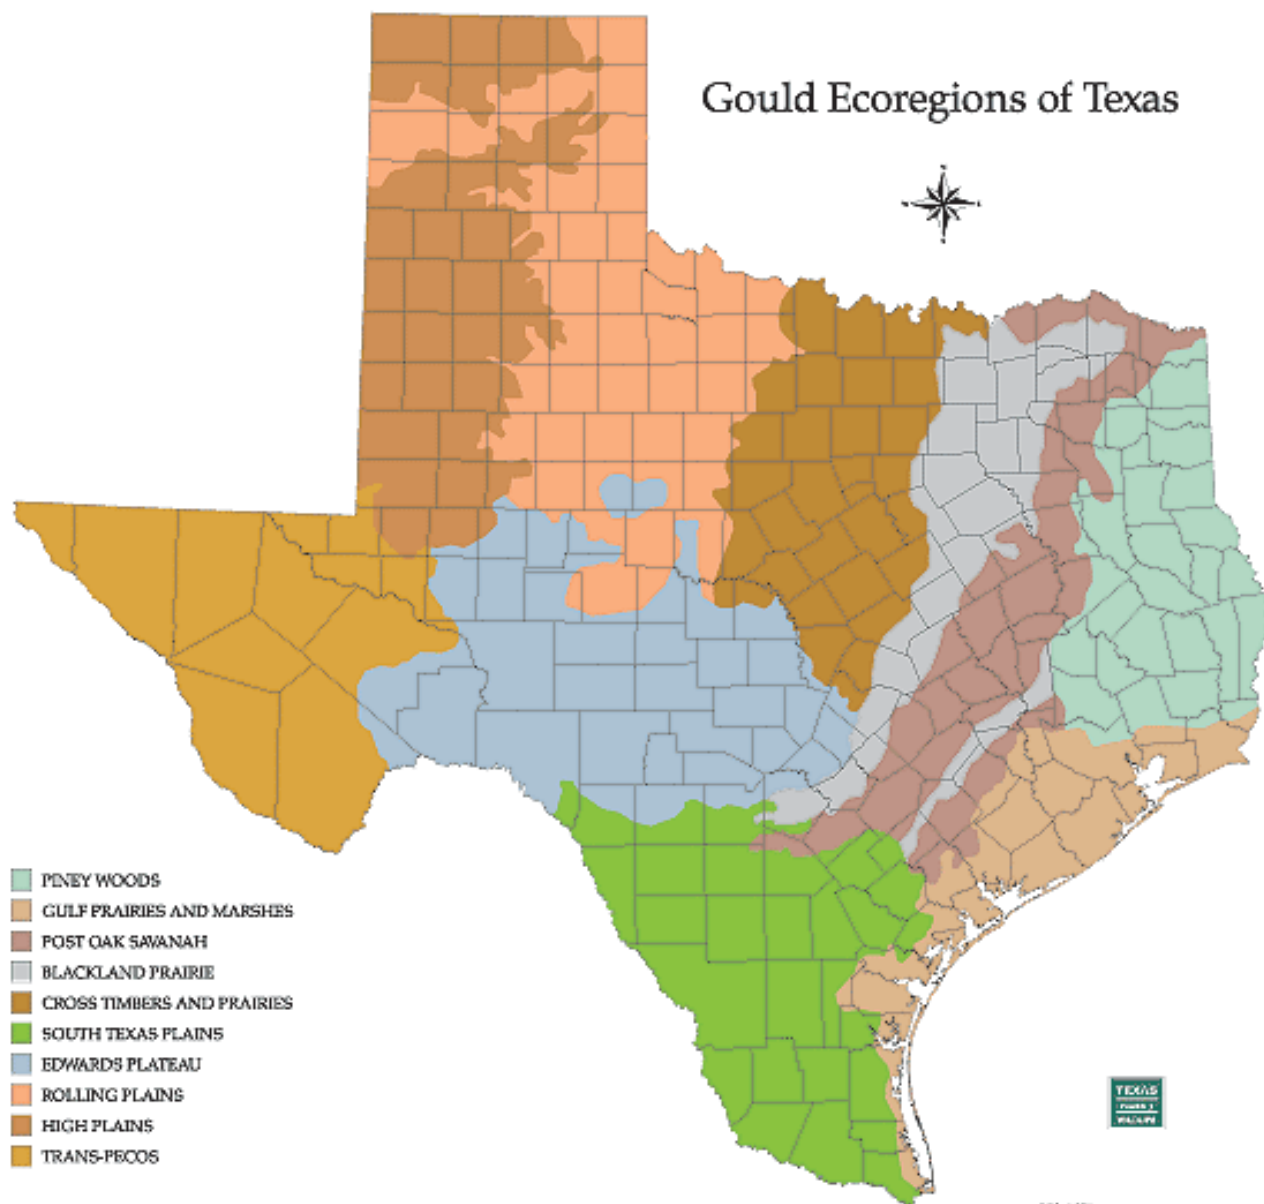 Gould Ecoregions of Texas
PINEY WOODS
GULF PRAIRIES AND MARSHES
POST OAK SAVANAH
BLACKLAND PRAIRIE
CROSS TIMBERS AND PRAIRIES
SOUTH TEXAS PLAINS
EDWARDS PLATEAU
ROLLING PLAINS
HIGH PLAINS
TRANS-PECOS
TEXAS
WILDLIFE